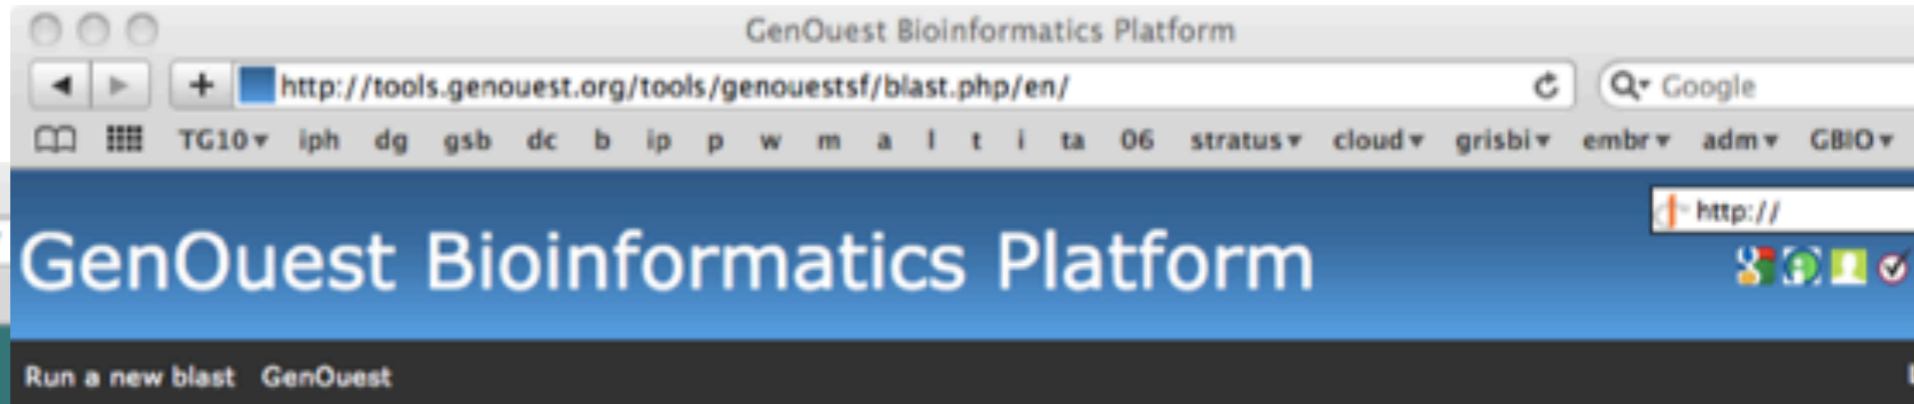 GenOuest Bioinformatics Platform
http://tools.genouest.org/tools/genouestsf/blast.php/en/ Google
TG10 iph dg gsb dc b ip p w m a l t i ta 06 stratus cloud grisbi embr adm GBIO
http://
GenOuest Bioinformatics Platform
Run a new blast GenOuest